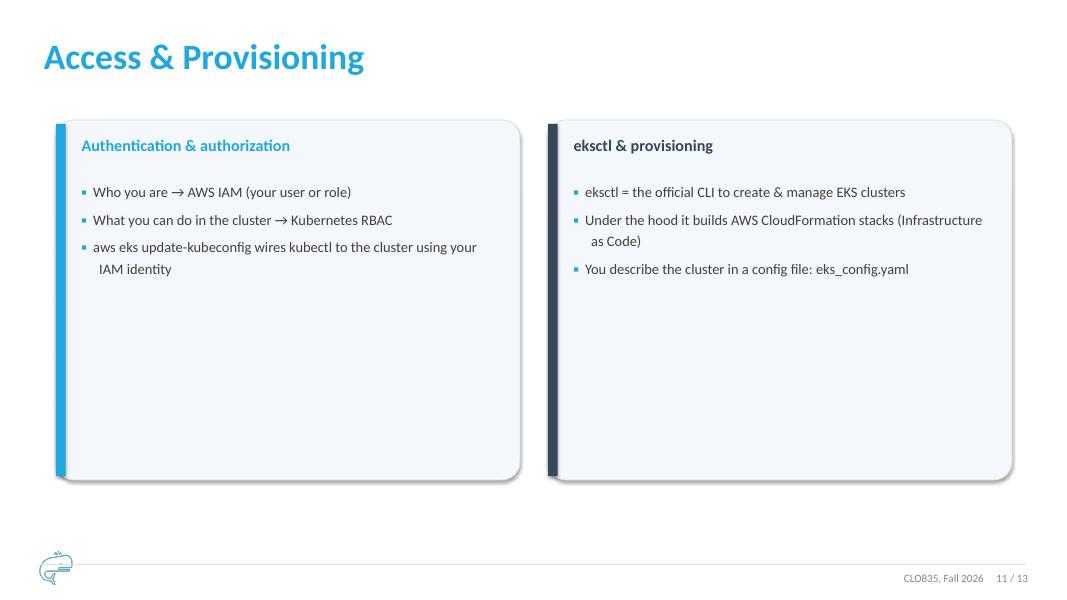 Access & Provisioning
Authentication & authorization
▪ Who you are → AWS IAM (your user or role)
▪ What you can do in the cluster → Kubernetes RBAC
▪ aws eks update-kubeconfig wires kubectl to the cluster using your
IAM identity
eksctl & provisioning
▪ eksctl = the official CLI to create & manage EKS clusters
▪ Under the hood it builds AWS CloudFormation stacks (Infrastructure
as Code)
▪ You describe the cluster in a config file: eks_config.yaml
CLO835, Fall 2026 11 / 13